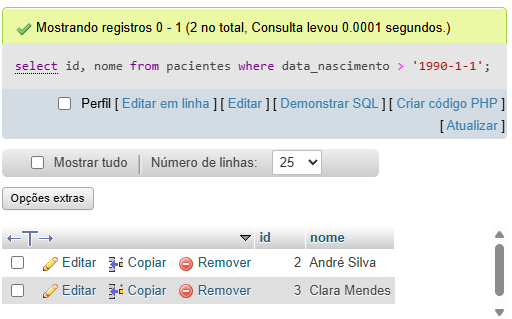 Mostrando registros 0 - 1 (2 no total, Consulta levou 0.0001 segundos.)
select id, nome from pacientes where data_nascimento > '1990-1-1';
Perfil [ Editar em linha ] [ Editar ] [ Demonstrar SQL ] [ Criar código PHP ]
[ Atualizar ]
Mostrar tudo | Número de linhas: 25
Opções extras
id nome
Editar Copiar Remover 2 André Silva
Editar Copiar Remover 3 Clara Mendes